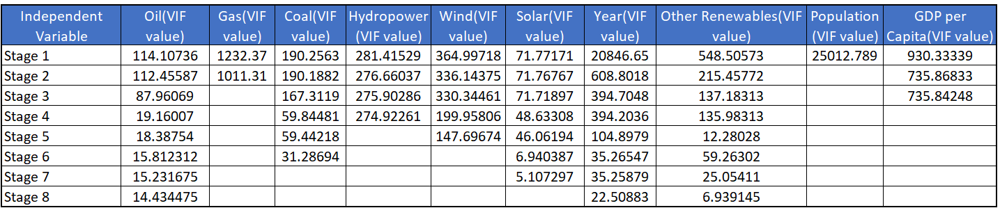 Independent Variable Oil(VIF value) Gas(VIF value) Coal(VIF value) Hydropower (VIF value) Wind(VIF value) Solar(VIF value) Year(VIF value) Other Renewables(VIF value) Population (VIF value) GDP per Capita(VIF value)
Stage 1 114.10736 1232.37 190.2563 281.41529 364.99718 71.77171 20846.65 548.50573 25012.789 930.33339
Stage 2 112.45587 1011.31 190.1882 276.66037 336.14375 71.76767 608.8018 215.45772 735.86833
Stage 3 87.96069 167.3119 275.90286 330.34461 71.71897 394.7048 137.18313 735.84248
Stage 4 19.16007 59.84481 274.92261 199.95806 48.63308 394.2036 135.98313
Stage 5 18.38754 59.44218 147.69674 46.06194 104.8979 12.28028
Stage 6 15.812312 31.28694 6.940387 35.26547 59.26302
Stage 7 15.231675 5.107297 35.25879 25.05411
Stage 8 14.434475 22.50883 6.939145